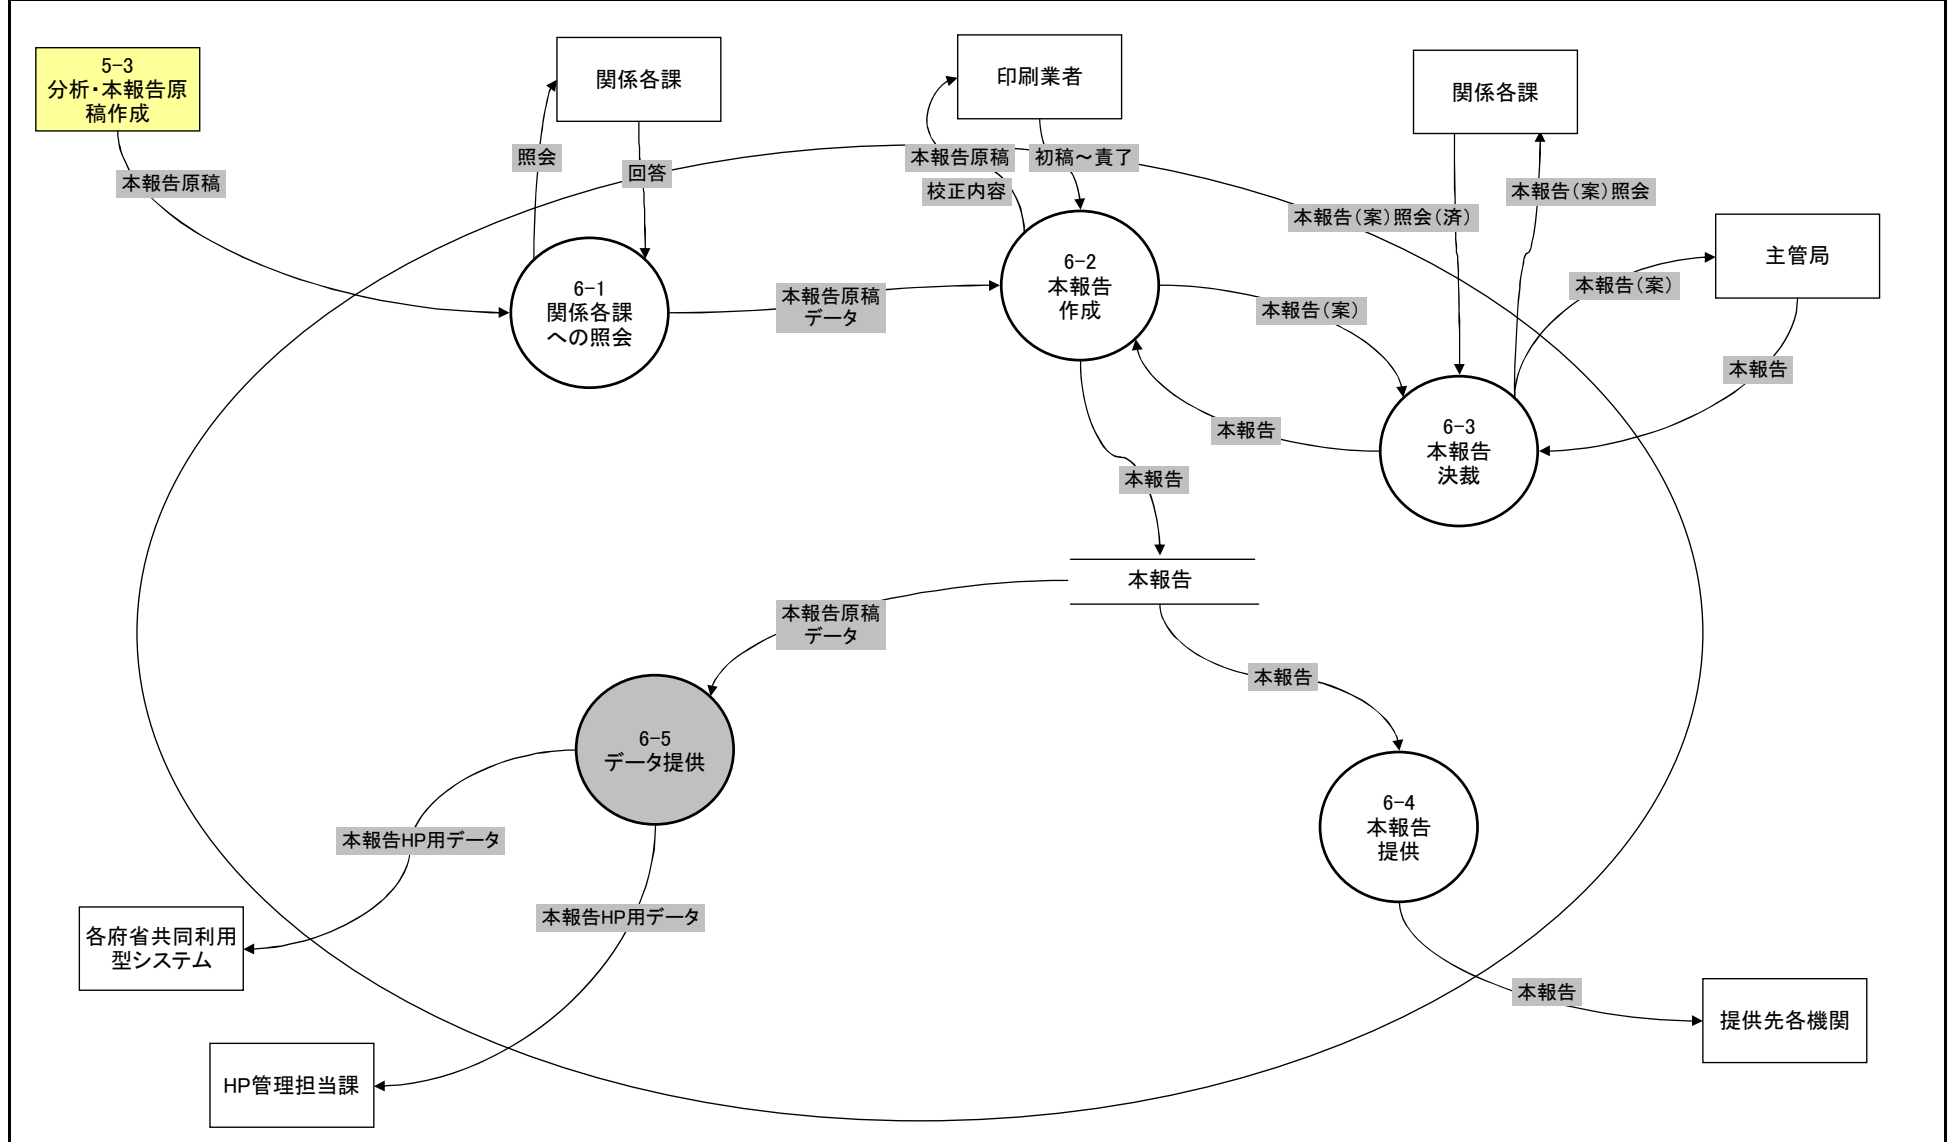 5-3
分析・本報告原
稿作成
関係各課
印刷業者
関係各課
照会
回答
本報告原稿
校正内容
初稿～責了
本報告原稿
本報告(案)照会(済)
本報告(案)照会
主管局
6-1
関係各課
への照会
本報告原稿
データ
6-2
本報告
作成
本報告(案)
本報告(案)
本報告
本報告
6-3
本報告
決裁
本報告
本報告
本報告原稿
データ
本報告
6-5
データ提供
6-4
本報告
提供
本報告HP用データ
本報告HP用データ
各府省共同利用
型システム
本報告
提供先各機関
HP管理担当課